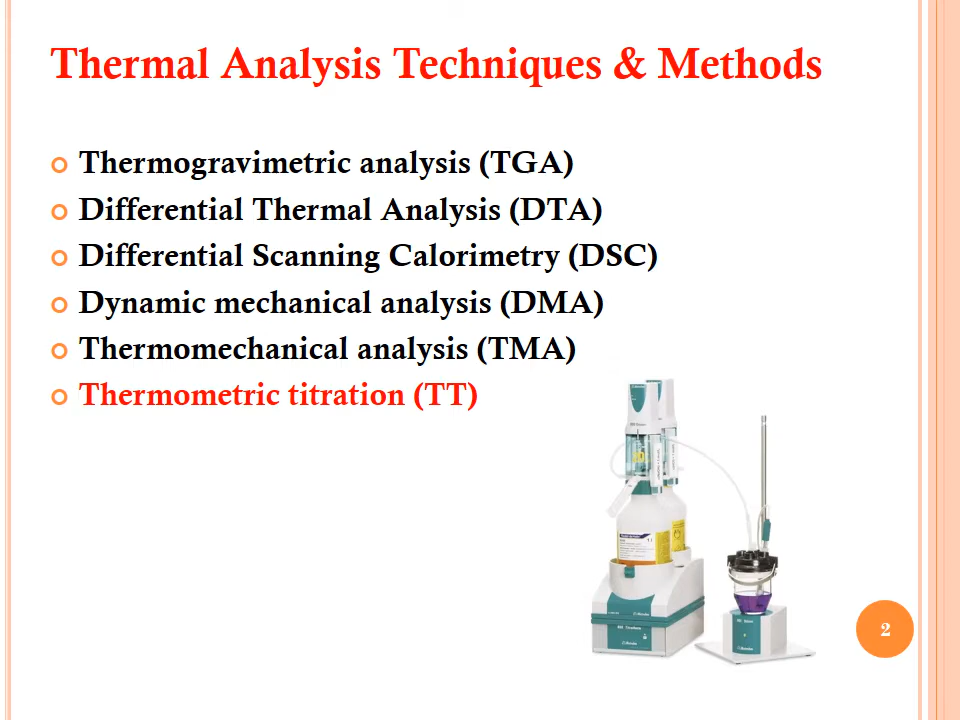 Thermal Analysis Techniques & Methods
Thermogravimetric analysis (TGA)
Differential Thermal Analysis (DTA)
Differential Scanning Calorimetry (DSC)
Dynamic mechanical analysis (DMA)
Thermomechanical analysis (TMA)
Thermometric titration (TT)
2